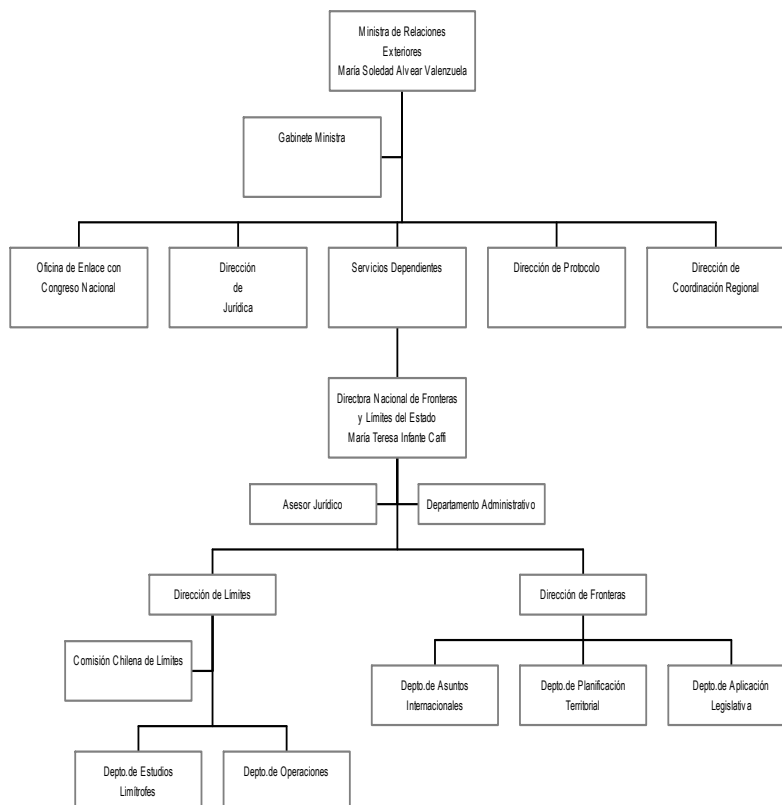 Ministra de Relaciones
Exteriores
María Soledad Alvear Valenzuela
Gabinete Ministra
Oficina de Enlace con
Congreso Nacional
Dirección
de
Jurídica
Servicios Dependientes
Dirección de Protocolo
Dirección de
Coordinación Regional
Directora Nacional de Fronteras
y Límites del Estado
María Teresa Infante Caffi
Asesor Jurídico
Departamento Administrativo
Dirección de Límites
Dirección de Fronteras
Comisión Chilena de Límites
Depto.de Asuntos
Internacionales
Depto.de Planificación
Territorial
Depto.de Aplicación
Legislativa
Depto.de Estudios
Limítrofes
Depto.de Operaciones